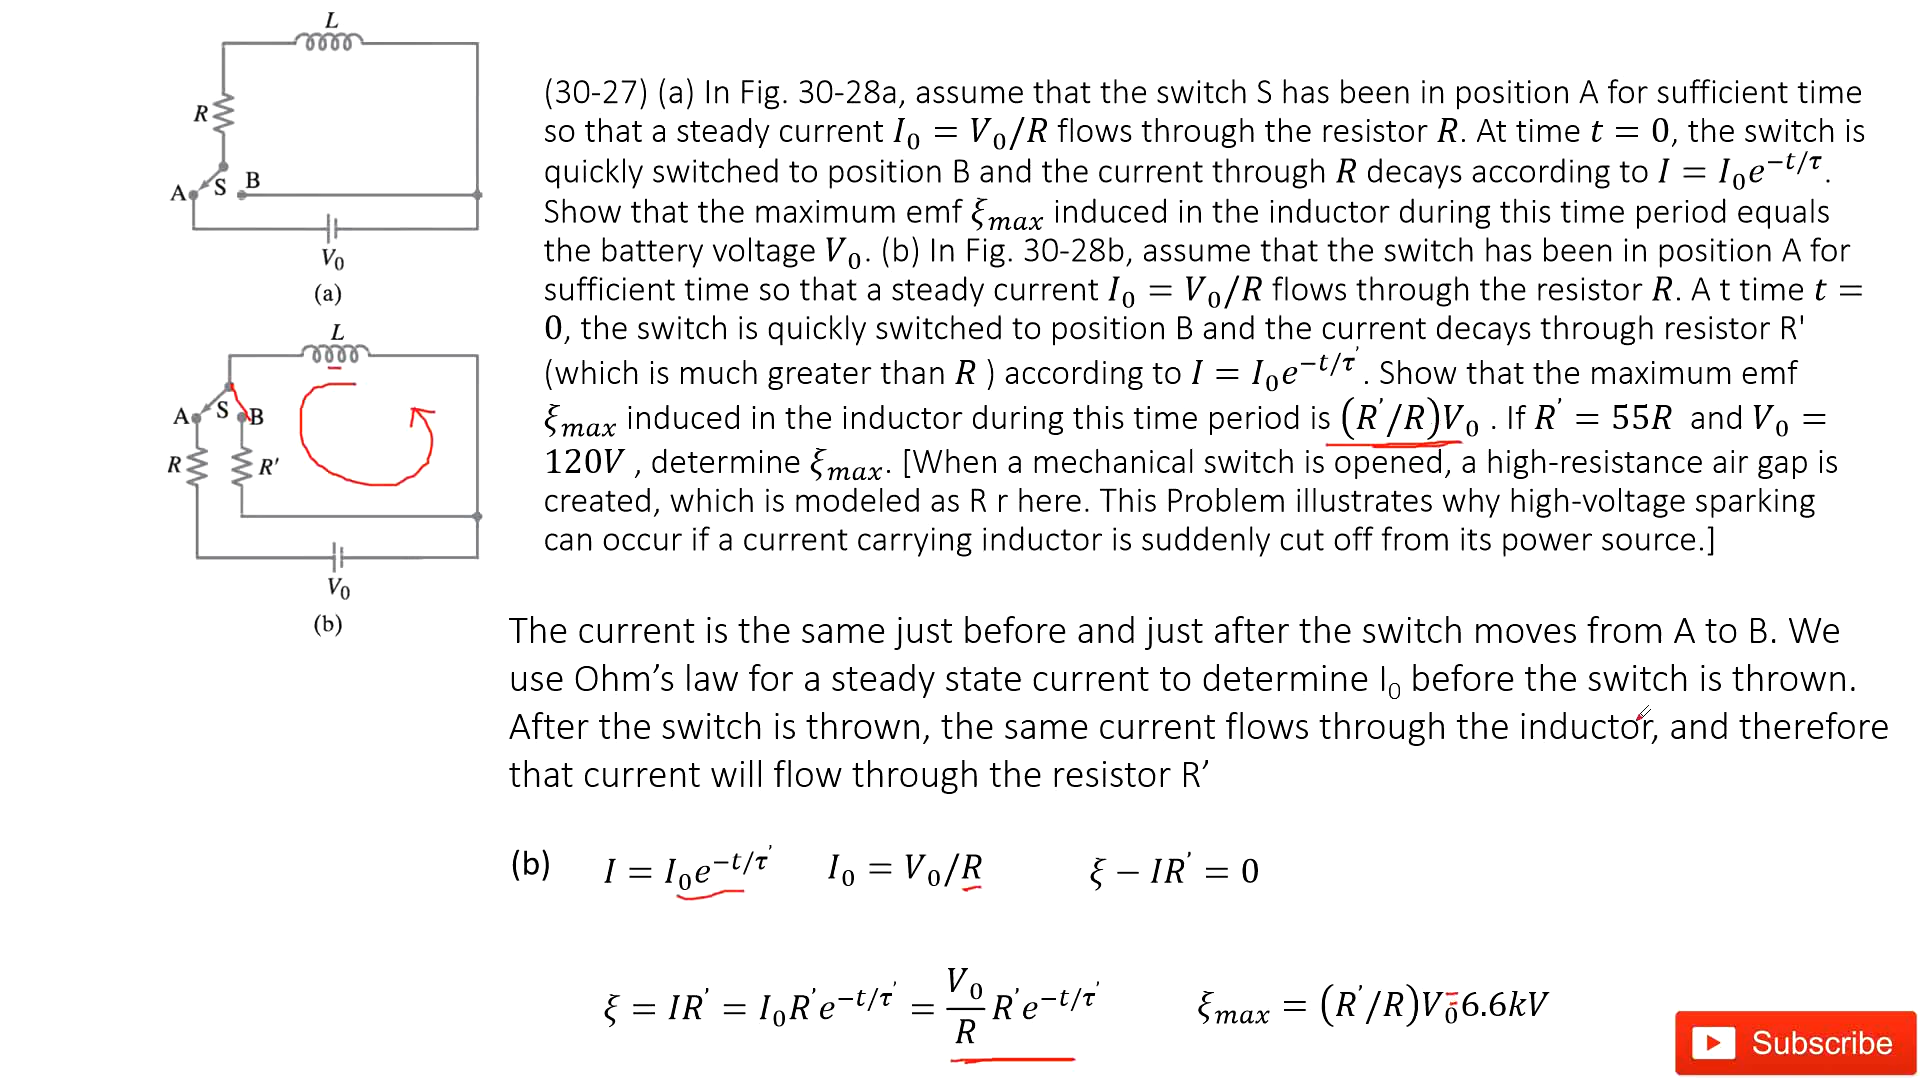 L
R
A
S
B
V₀
(a)
L
A
S
B
R
R'
V₀
(b)
(30-27) (a) In Fig. 30-28a, assume that the switch S has been in position A for sufficient time
so that a steady current I₀ = V₀/R flows through the resistor R. At time t = 0, the switch is
quickly switched to position B and the current through R decays according to I = I₀e^−t/τ.
Show that the maximum emf ξmax induced in the inductor during this time period equals
the battery voltage V₀. (b) In Fig. 30-28b, assume that the switch has been in position A for
sufficient time so that a steady current I₀ = V₀/R flows through the resistor R. A t time t =
0, the switch is quickly switched to position B and the current decays through resistor R'
(which is much greater than R ) according to I = I₀e^−t/τ'. Show that the maximum emf
ξmax induced in the inductor during this time period is (R'/R)V₀ . If R' = 55R and V₀ =
120V , determine ξmax. [When a mechanical switch is opened, a high-resistance air gap is
created, which is modeled as R r here. This Problem illustrates why high-voltage sparking
can occur if a current carrying inductor is suddenly cut off from its power source.]
The current is the same just before and just after the switch moves from A to B. We
use Ohm’s law for a steady state current to determine I₀ before the switch is thrown.
After the switch is thrown, the same current flows through the inductor, and therefore
that current will flow through the resistor R’
(b) I = I₀e^−t/τ' I₀ = V₀/R ξ − IR' = 0
ξ = IR' = I₀R'e^−t/τ' = V₀/R R'e^−t/τ' ξmax = (R'/R)V₀=6.6kV
Subscribe